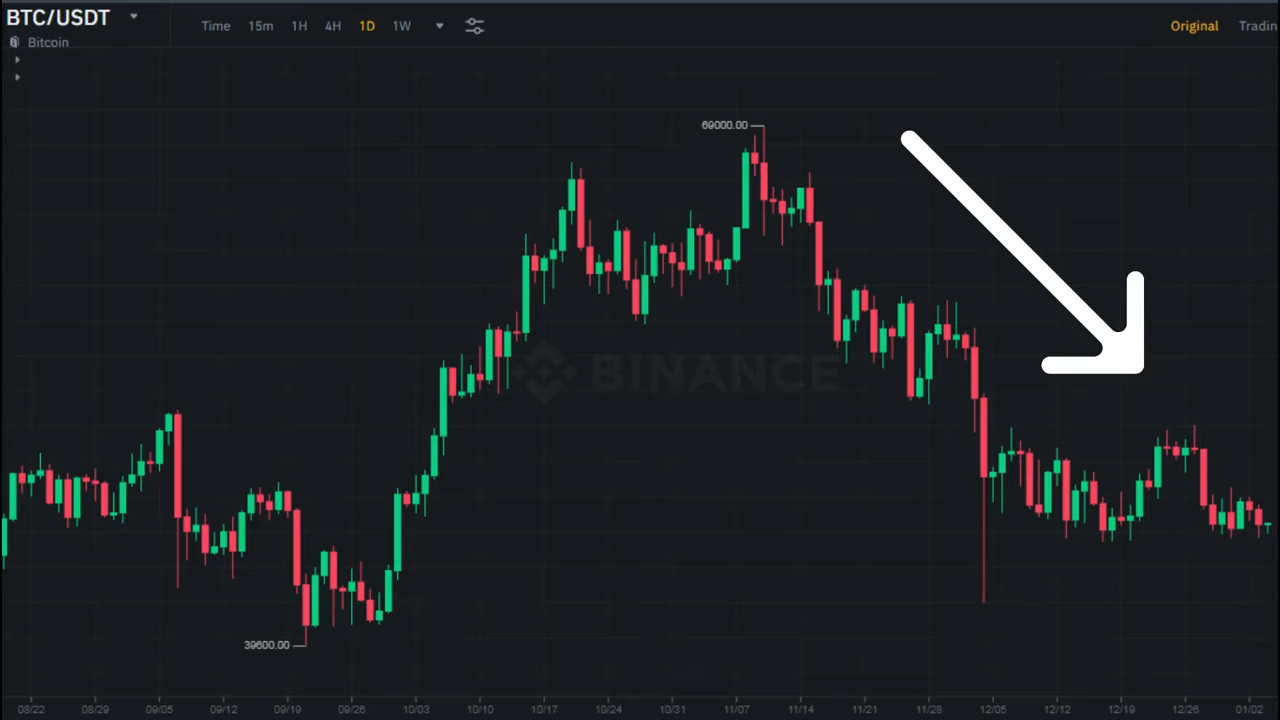 BTC/USDT
Time 15m 1H 4H 1D 1W
Original Tradin
Bitcoin
69000.00
BINANCE
39600.00
08/22 08/29 09/05 09/12 09/19 09/26 10/03 10/10 10/17 10/24 10/31 11/07 11/14 11/21 11/28 12/05 12/12 12/19 12/26 01/02